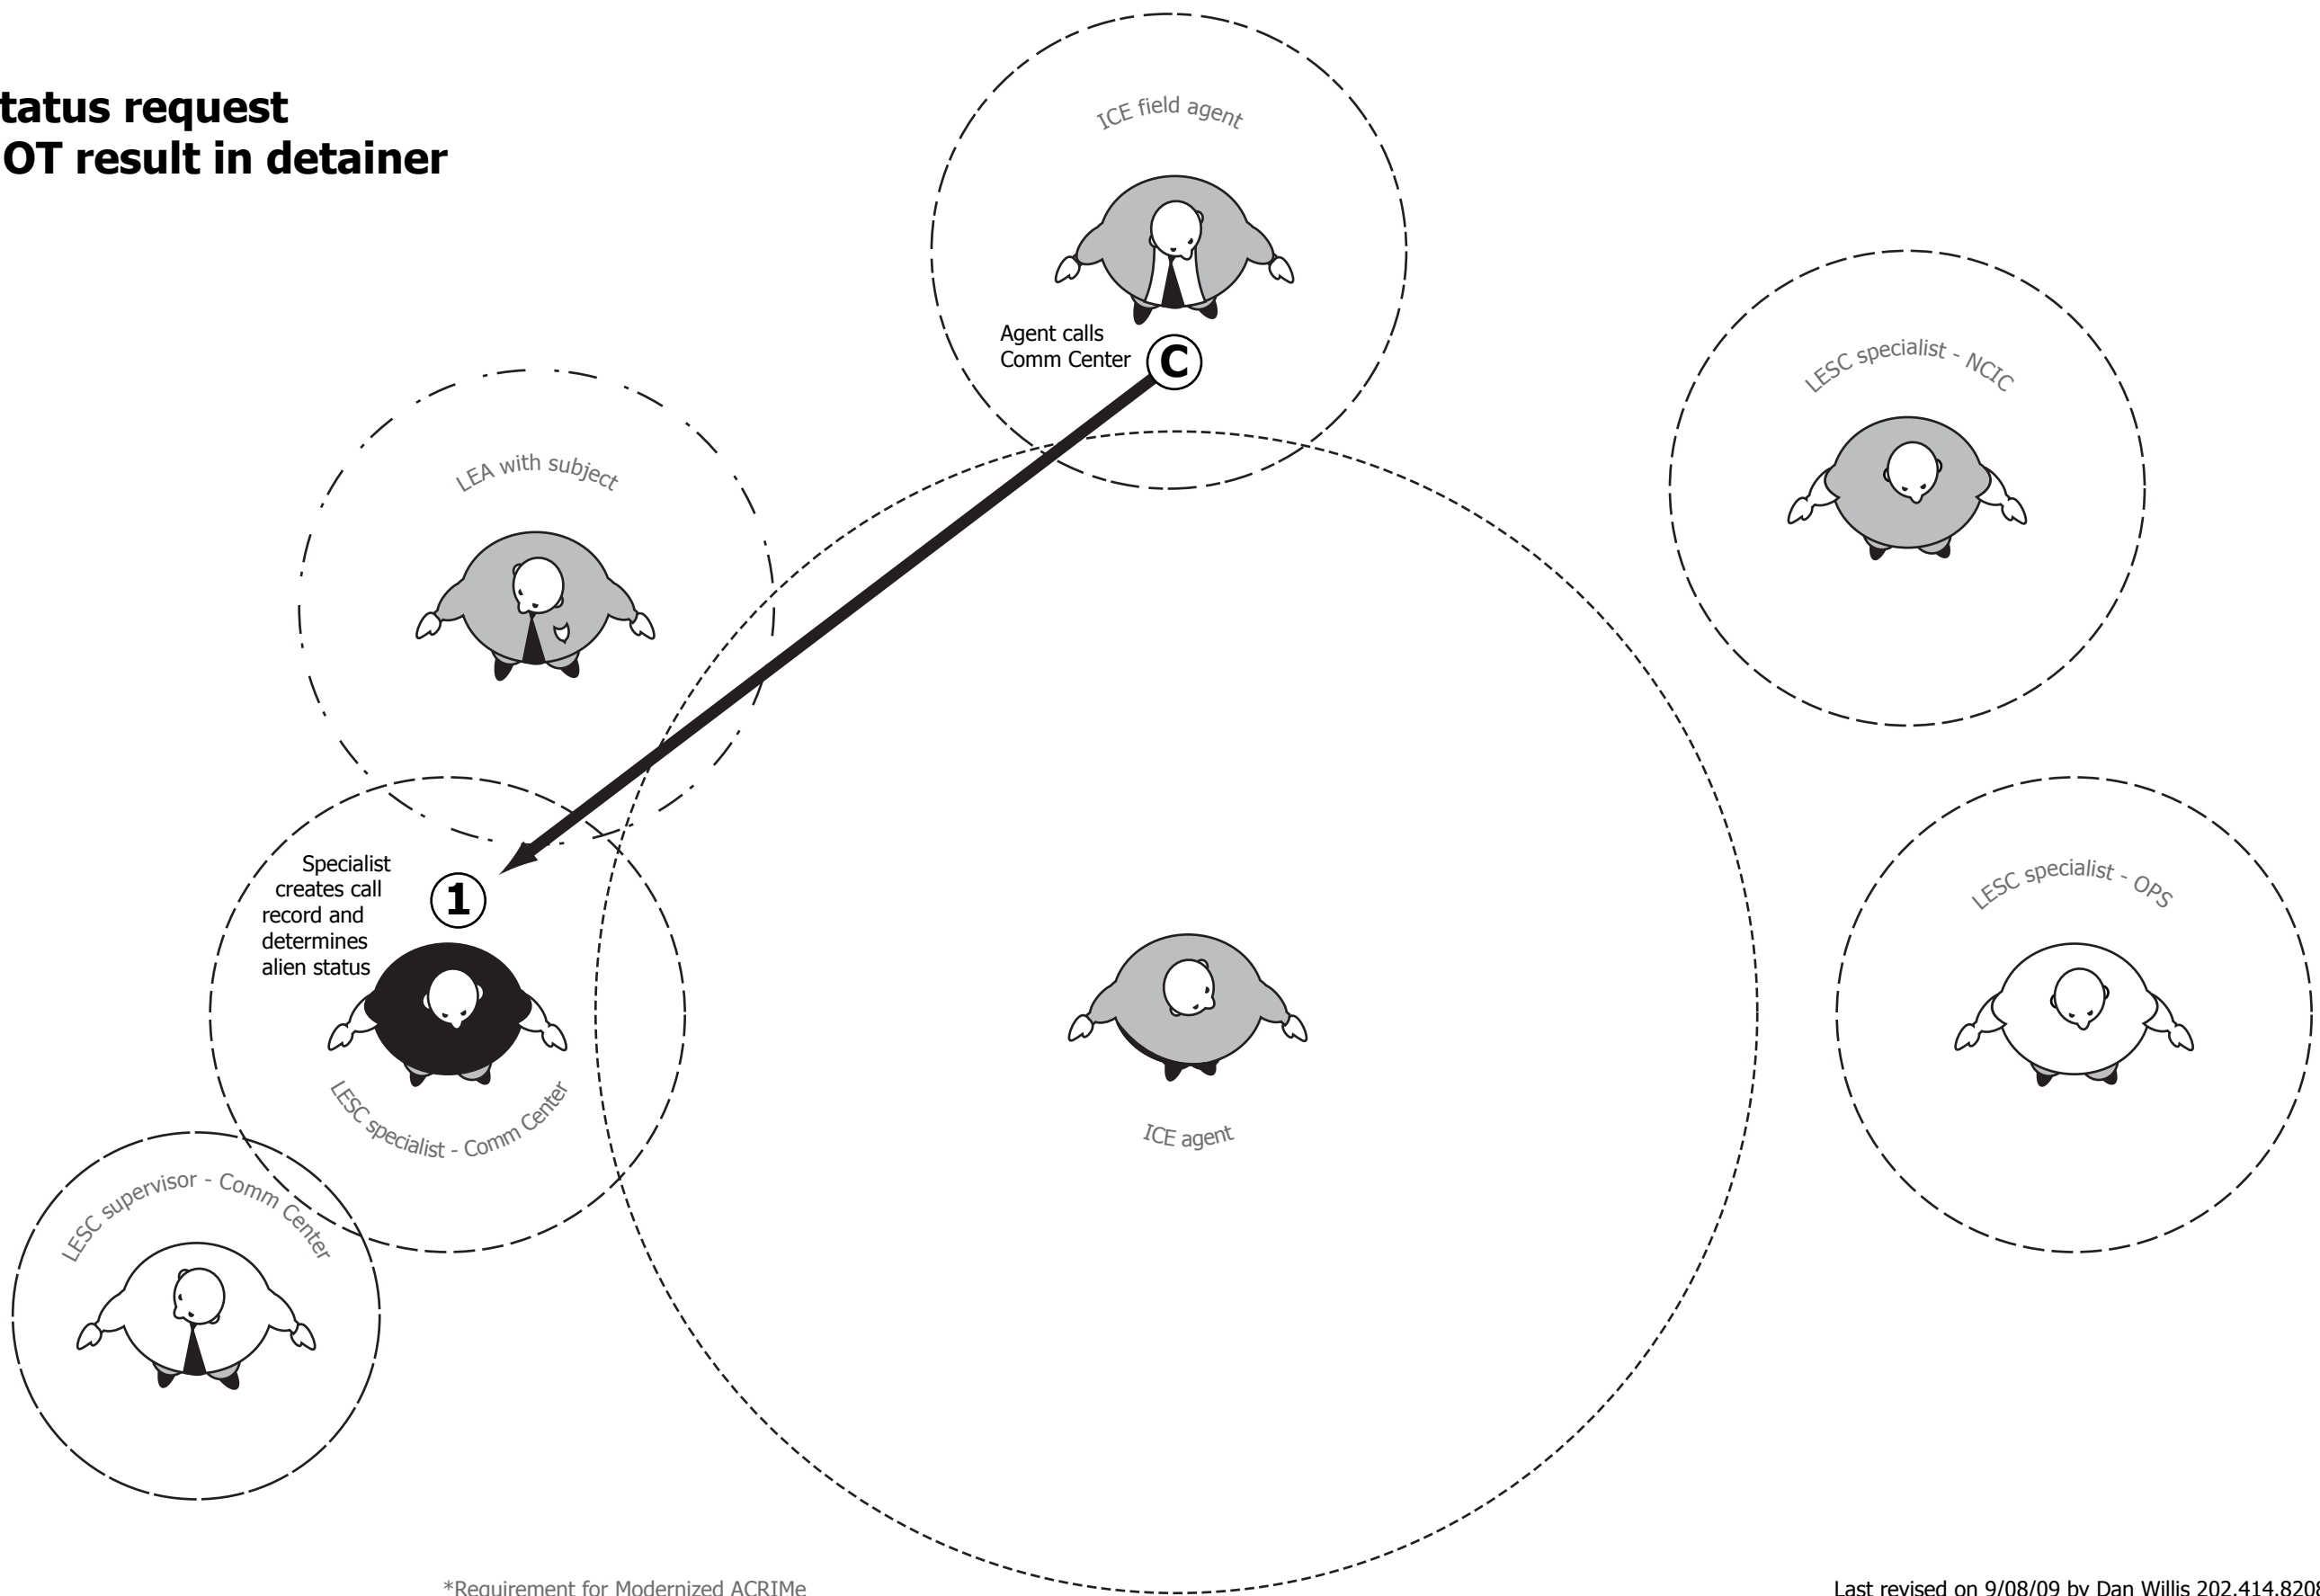 tatus request
OT result in detainer
ICE field agent
Agent calls
Comm Center
C
LESC specialist - NCIC
LEA with subject
Specialist
creates call
record and
determines
alien status
1
LESC specialist - OPS
LESC specialist - Comm Center
ICE agent
LESC supervisor - Comm Center
*Requirement for Modernized ACRIMe
Last revised on 9/08/09 by Dan Willis 202.414.820